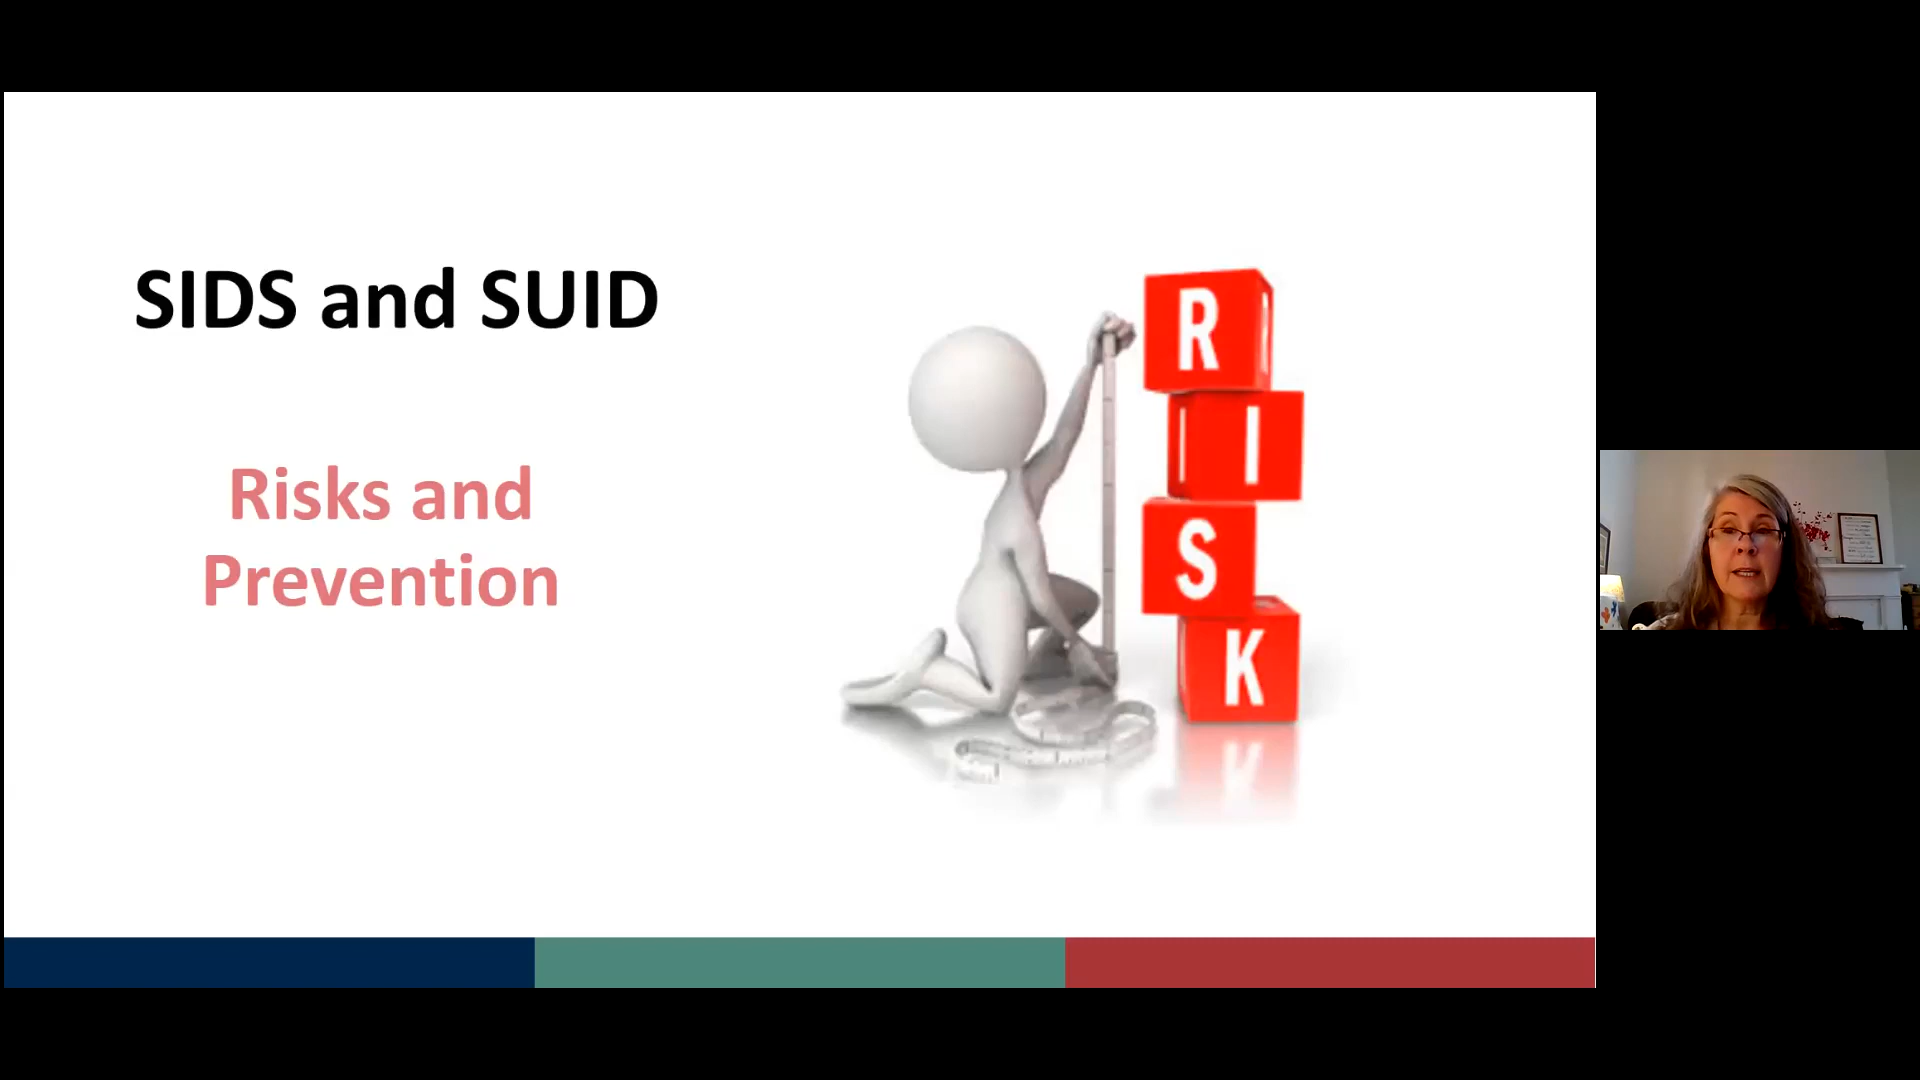 SIDS and SUID
Risks and
Prevention
R
I
S
K